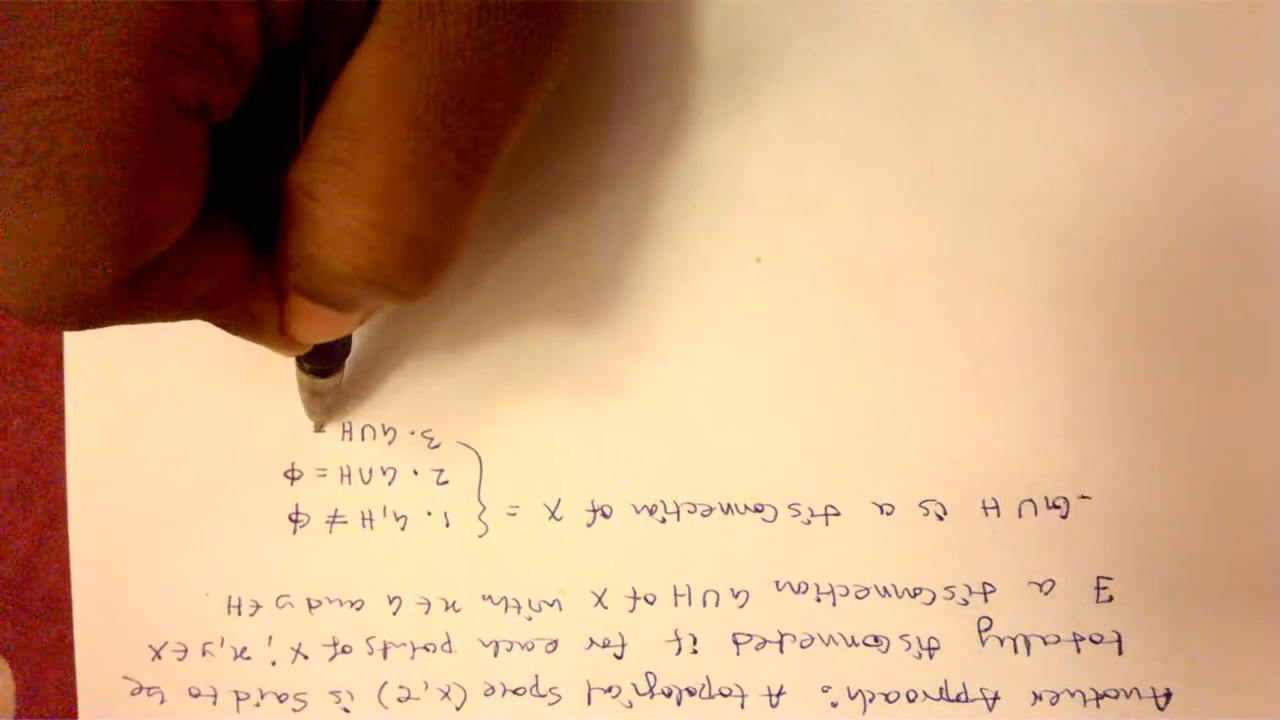 Another Approach: A topological space (X,τ) is said to be
totally disconnected if for each points of X; x,y ∈ X
∃ a disconnection G∪H of X with x ∈ G and y ∈ H.
- G∪H is a disconnection of X = { 1. G,H ≠ ϕ
2. G∩H = ϕ
3. G∪H =